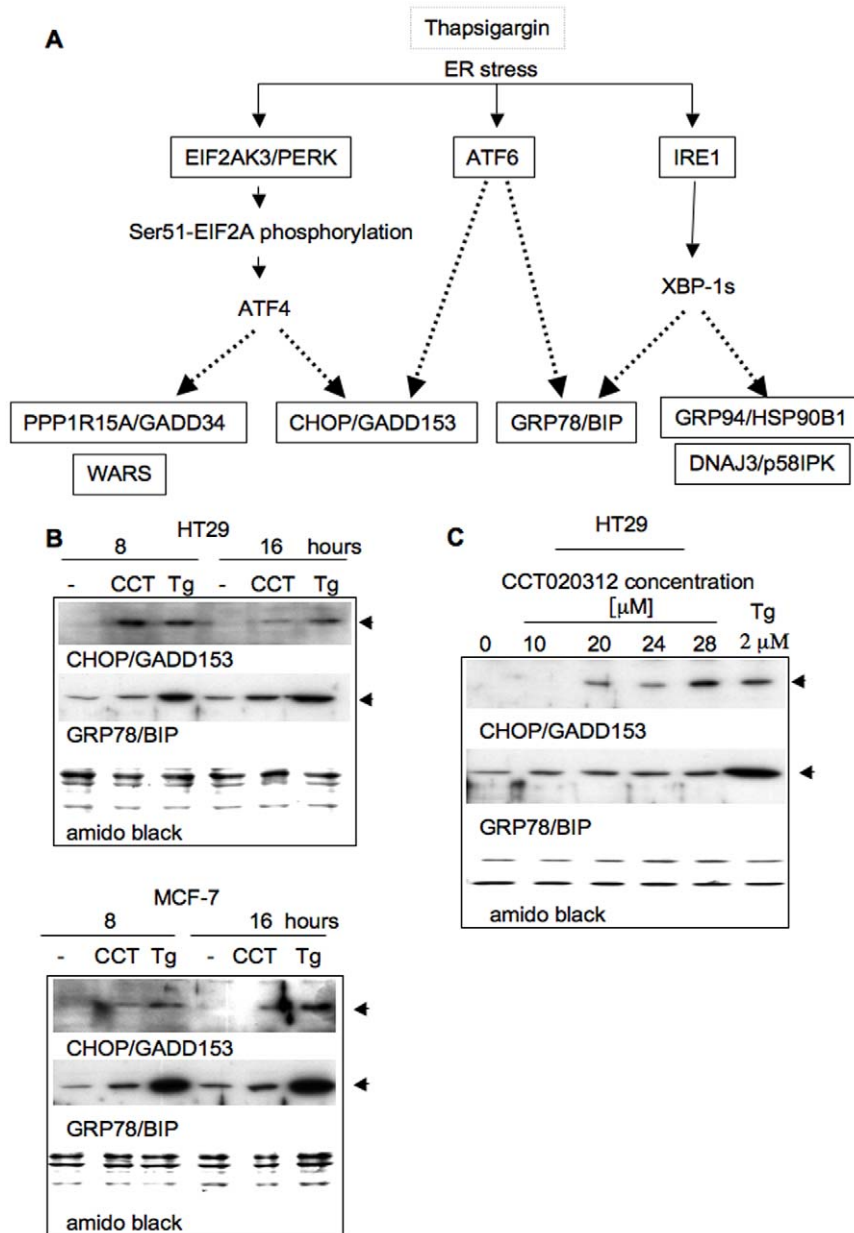 A
Thapsigargin
ER stress
EIF2AK3/PERK ATF6 IRE1
Ser51-EIF2A phosphorylation
XBP-1s
ATF4
PPP1R15A/GADD34 CHOP/GADD153 GRP78/BIP GRP94/HSP90B1
WARS DNAJ3/p58IPK
B
HT29
8 16 hours
- CCT Tg - CCT Tg
CHOP/GADD153
GRP78/BIP
amido black
MCF-7
8 16 hours
- CCT Tg - CCT Tg
CHOP/GADD153
GRP78/BIP
amido black
C
HT29
CCT020312 concentration
[μM] Tg
0 10 20 24 28 2 μM
CHOP/GADD153
GRP78/BIP
amido black